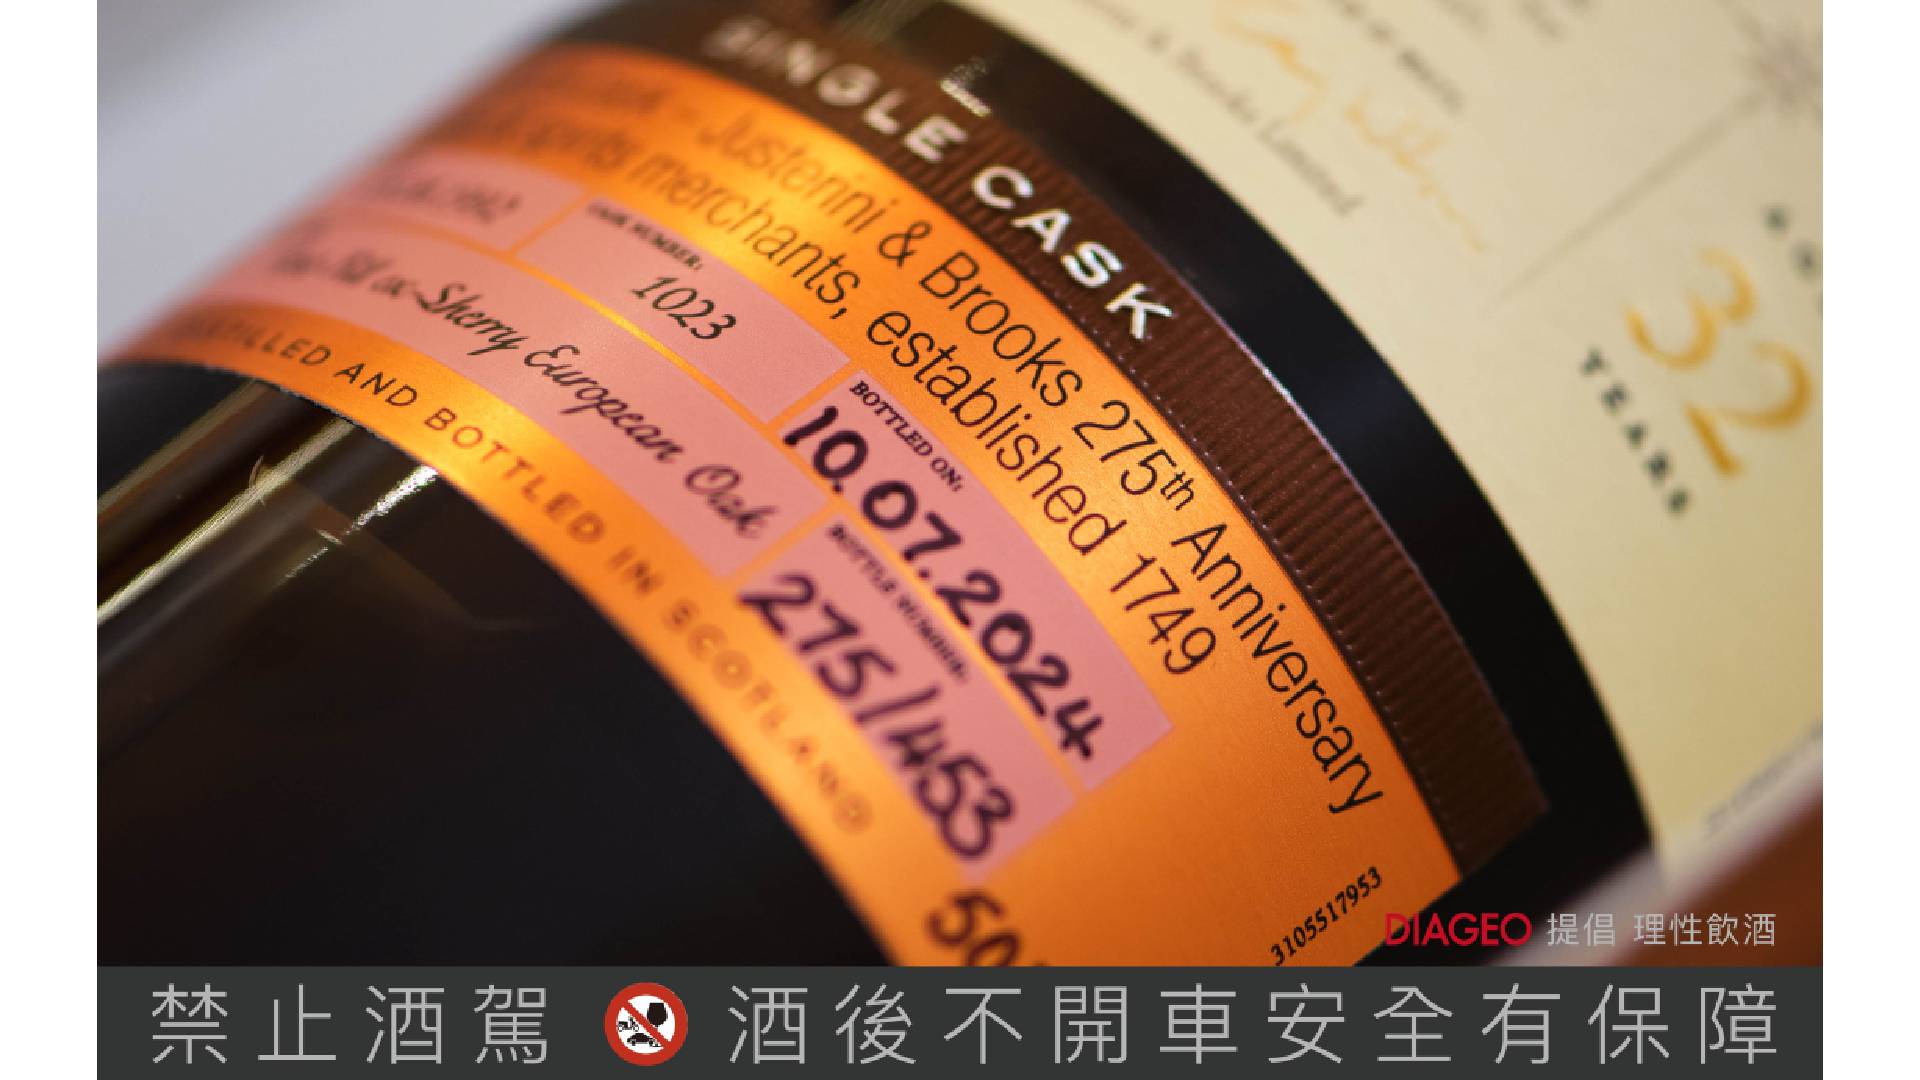 SINGLE CASK
Justerini & Brooks 275th Anniversary
spirits merchants, established 1749
CASK NUMBER:
1023
BOTTLED ON:
10.07.2024
ex-Sherry European Oak
BOTTLE NUMBER:
275/453
DISTILLED AND BOTTLED IN SCOTLAND
3105517953
32
YEARS
DIAGEO 提倡 理性飲酒
禁止酒駕 酒後不開車安全有保障